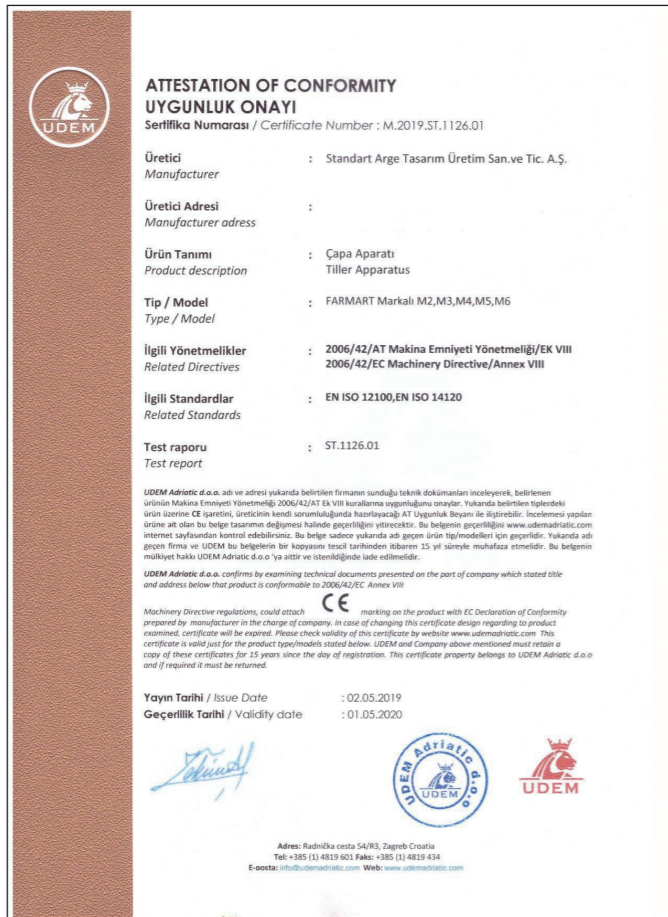 UDEM
ATTESTATION OF CONFORMITY
UYGUNLUK ONAYI
Sertifika Numarası / Certificate Number : M.2019.ST.1126.01
Üretici : Standart Arge Tasarım Üretim San.ve Tic. A.Ş.
Manufacturer
Üretici Adresi :
Manufacturer adress
Ürün Tanımı : Çapa Aparatı
Product description Tiller Apparatus
Tip / Model : FARMART Markalı M2,M3,M4,M5,M6
Type / Model
İlgili Yönetmelikler : 2006/42/AT Makina Emniyeti Yönetmeliği/EK VIII
Related Directives 2006/42/EC Machinery Directive/Annex VIII
İlgili Standardlar : EN ISO 12100,EN ISO 14120
Related Standards
Test raporu : ST.1126.01
Test report
UDEM Adriatic d.o.o. adı ve adresi yukarıda belirtilen firmanın sunduğu teknik dokümanları inceleyerek, belirlenen
ürünün Makina Emniyeti Yönetmeliği 2006/42/AT Ek VIII kurallarına uygunluğunu onaylar. Yukarıda belirtilen tiplerdeki
ürün üzerine CE işaretini, üreticinin kendi sorumluluğunda hazırlayacağı AT Uygunluk Beyanı ile iliştirebilir. İncelemesi yapılan
ürüne ait olan bu belge tasarımın değişmesi halinde geçerliliğini yitirecektir. Bu belgenin geçerliliğini www.udemadriatic.com
internet sayfasından kontrol edebilirsiniz. Bu belge sadece yukarıda adı geçen ürün tip/modelleri için geçerlidir. Yukarıda adı
geçen firma ve UDEM bu belgelerin bir kopyasını tescil tarihinden itibaren 15 yıl süreyle muhafaza etmelidir. Bu belgenin
mülkiyet hakkı UDEM Adriatic d.o.o 'ya aittir ve istenildiğinde iade edilmelidir.
UDEM Adriatic d.o.o. confirms by examining technical documents presented on the part of company which stated title
and address below that product is conformable to 2006/42/EC Annex VIII
Machinery Directive regulations, could attach CE marking on the product with EC Declaration of Conformity
prepared by manufacturer in the charge of company. In case of changing this certificate design regarding to product
examined, certificate will be expired. Please check validity of this certificate by website www.udemadriatic.com This
certificate is valid just for the product type/models stated below. UDEM and Company above mentioned must retain a
copy of these certificates for 15 years since the day of registration. This certificate property belongs to UDEM Adriatic d.o.o
and if required it must be returned.
Yayın Tarihi / Issue Date : 02.05.2019
Geçerlilik Tarihi / Validity date : 01.05.2020
UDEM Adriatic d.o.o
UDEM
UDEM
Adres: Radnička cesta 54/R3, Zagreb Croatia
Tel: +385 (1) 4819 601 Faks: +385 (1) 4819 434
E-posta: info@udemadriatic.com Web: www.udemadriatic.com